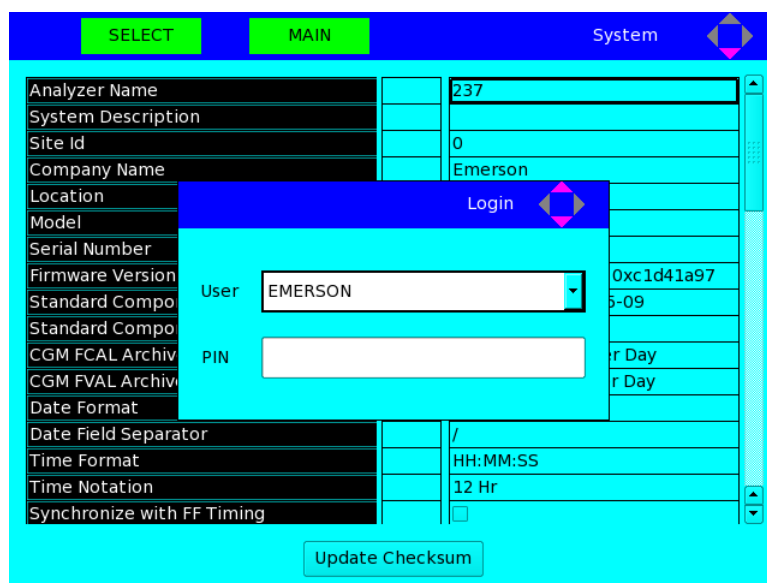 SELECT MAIN System
Analyzer Name 237
System Description
Site Id 0
Company Name Emerson
Location
Login
Model
Serial Number
Firmware Version 0xc1d41a97
User EMERSON
Standard Compo -09
Standard Compo
PIN
CGM FCAL Archiv r Day
CGM FVAL Archiv r Day
Date Format
Date Field Separator /
Time Format HH:MM:SS
Time Notation 12 Hr
Synchronize with FF Timing
Update Checksum